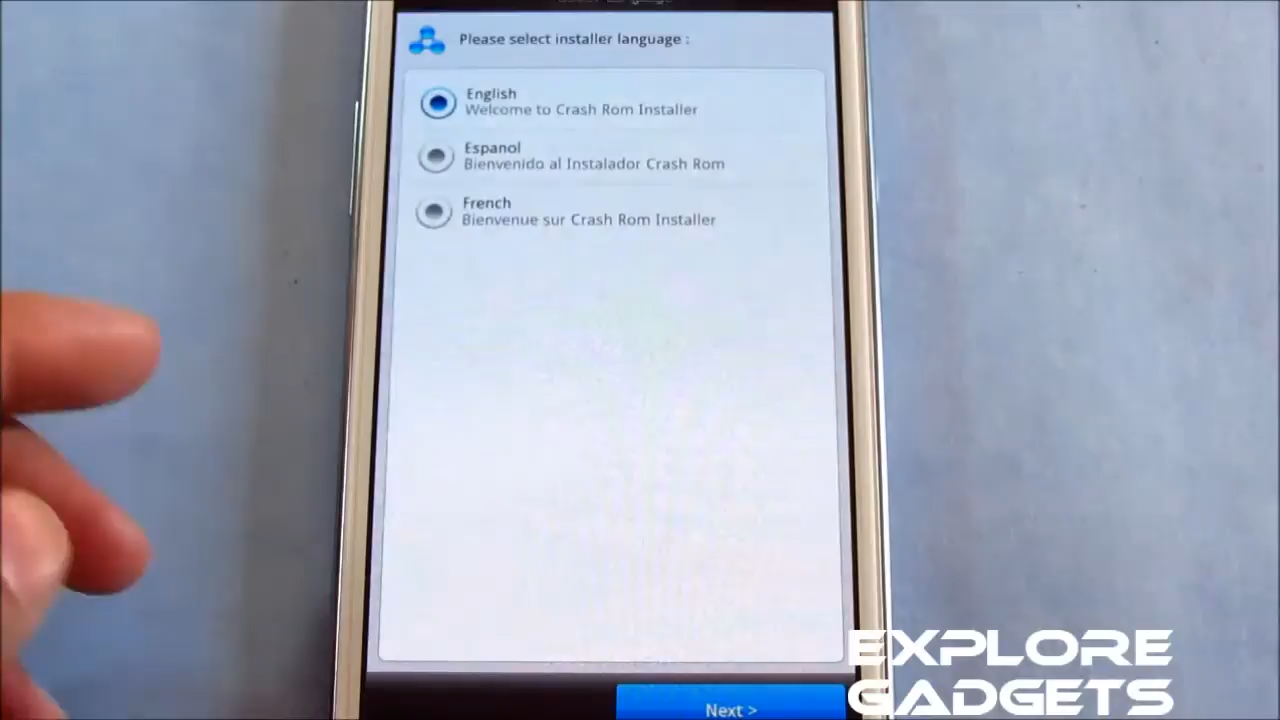 Please select installer language :
English
Welcome to Crash Rom Installer
Espanol
Bienvenido al Instalador Crash Rom
French
Bienvenue sur Crash Rom Installer
Next >
EXPLORE
GADGETS